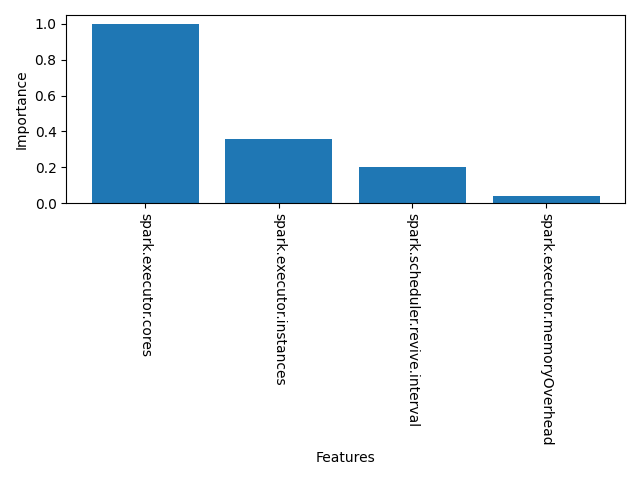 1.0
0.8
0.6
0.4
0.2
0.0
Importance
spark.executor.cores
spark.executor.instances
spark.scheduler.revive.interval
spark.executor.memoryOverhead
Features